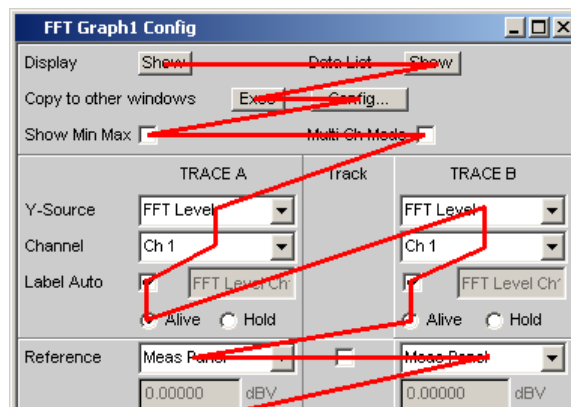 FFT Graph1 Config
Display Show Data List Show
Copy to other windows Exec Config...
Show Min Max Multi Ch Mode
TRACE A Track TRACE B
Y-Source FFT Level FFT Level
Channel Ch 1 Ch 1
Label Auto FFT Level Ch1 FFT Level Ch1
Alive Hold Alive Hold
Reference Meas Panel Meas Panel
0.00000 dBV 0.00000 dBV